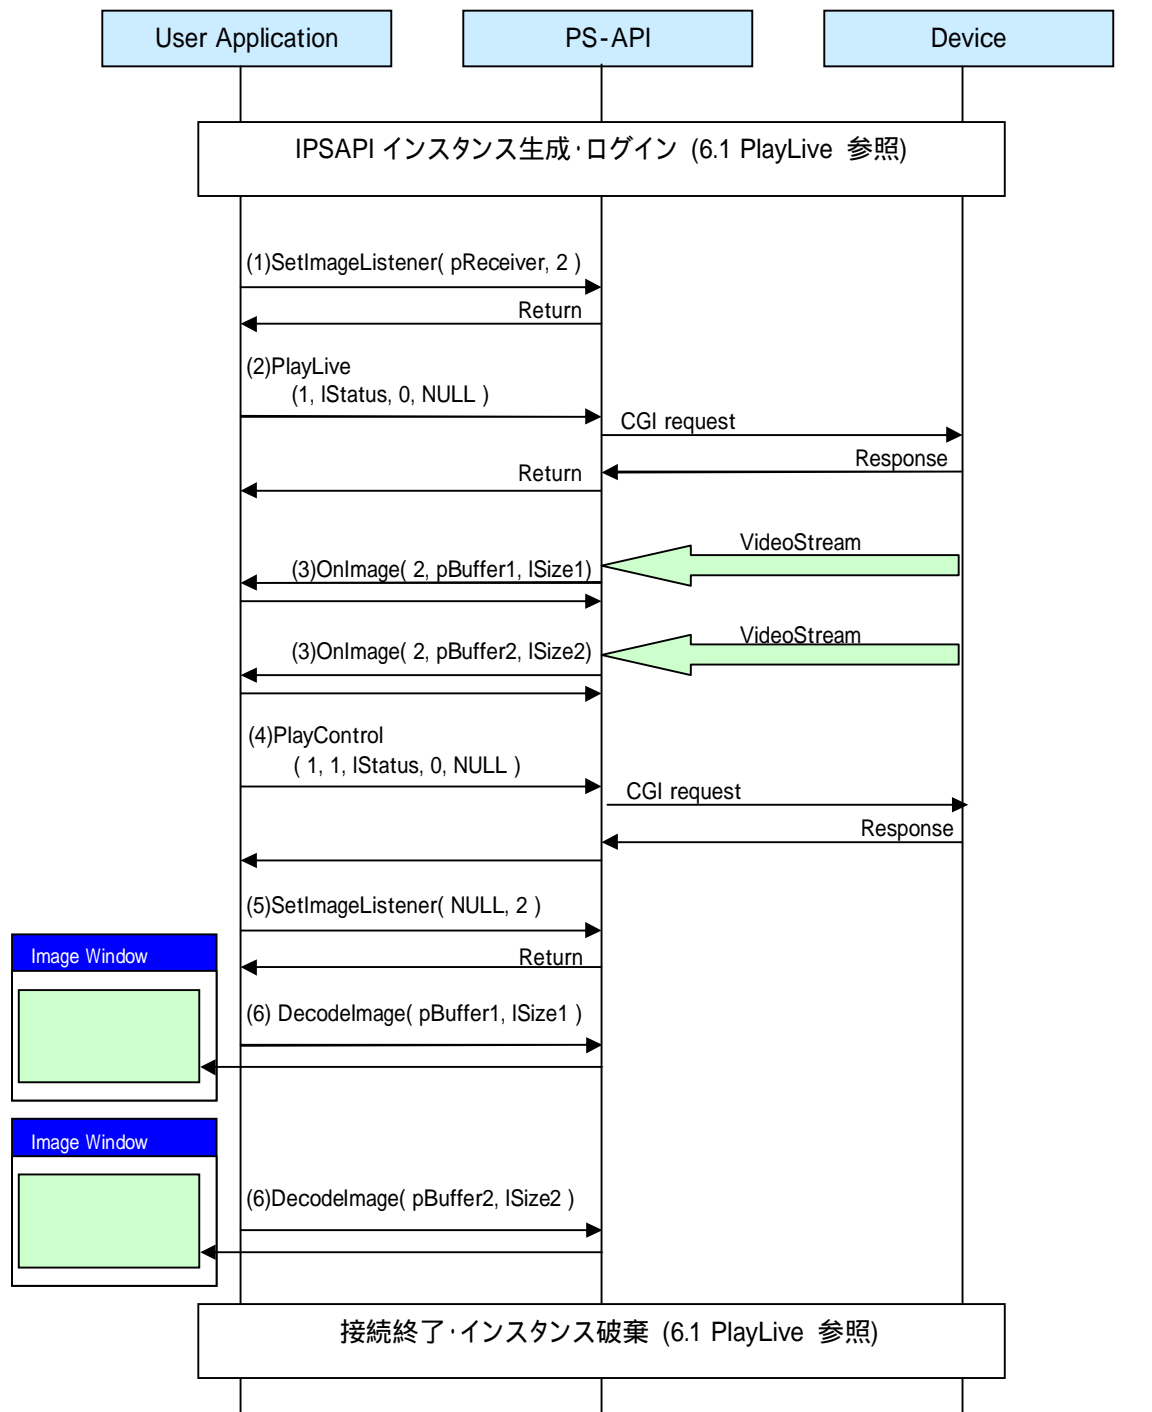 User Application
PS-API
Device
IPSAPI インスタンス生成・ログイン (6.1 PlayLive 参照)
(1)SetImageListener( pReceiver, 2 )
Return
(2)PlayLive
(1, lStatus, 0, NULL )
CGI request
Response
Return
VideoStream
(3)OnImage( 2, pBuffer1, lSize1)
VideoStream
(3)OnImage( 2, pBuffer2, lSize2)
(4)PlayControl
( 1, 1, lStatus, 0, NULL )
CGI request
Response
(5)SetImageListener( NULL, 2 )
Image Window
Return
(6) DecodeImage( pBuffer1, lSize1 )
Image Window
(6)DecodeImage( pBuffer2, lSize2 )
接続終了・インスタンス破棄 (6.1 PlayLive 参照)